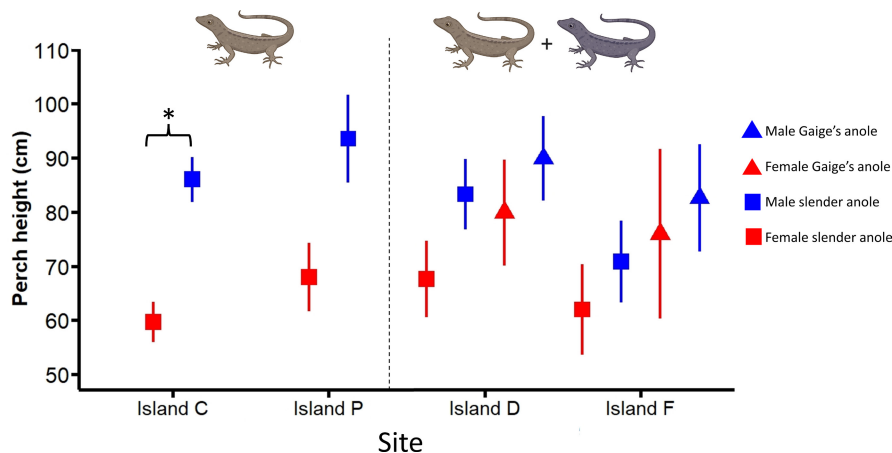 +
110
100
90
80
70
60
50
Perch height (cm)
*
Island C
Island P
Island D
Island F
Site
Male Gaige's anole
Female Gaige's anole
Male slender anole
Female slender anole